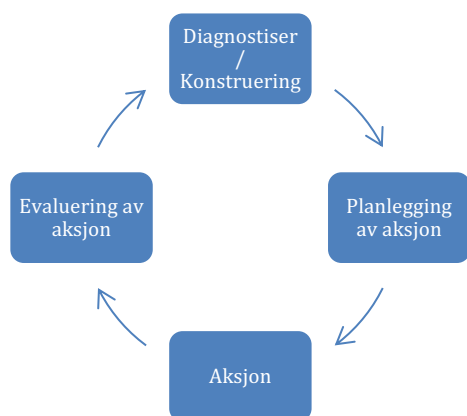 Diagnostiser
/
Konstruering
Planlegging
av aksjon
Aksjon
Evaluering av
aksjon